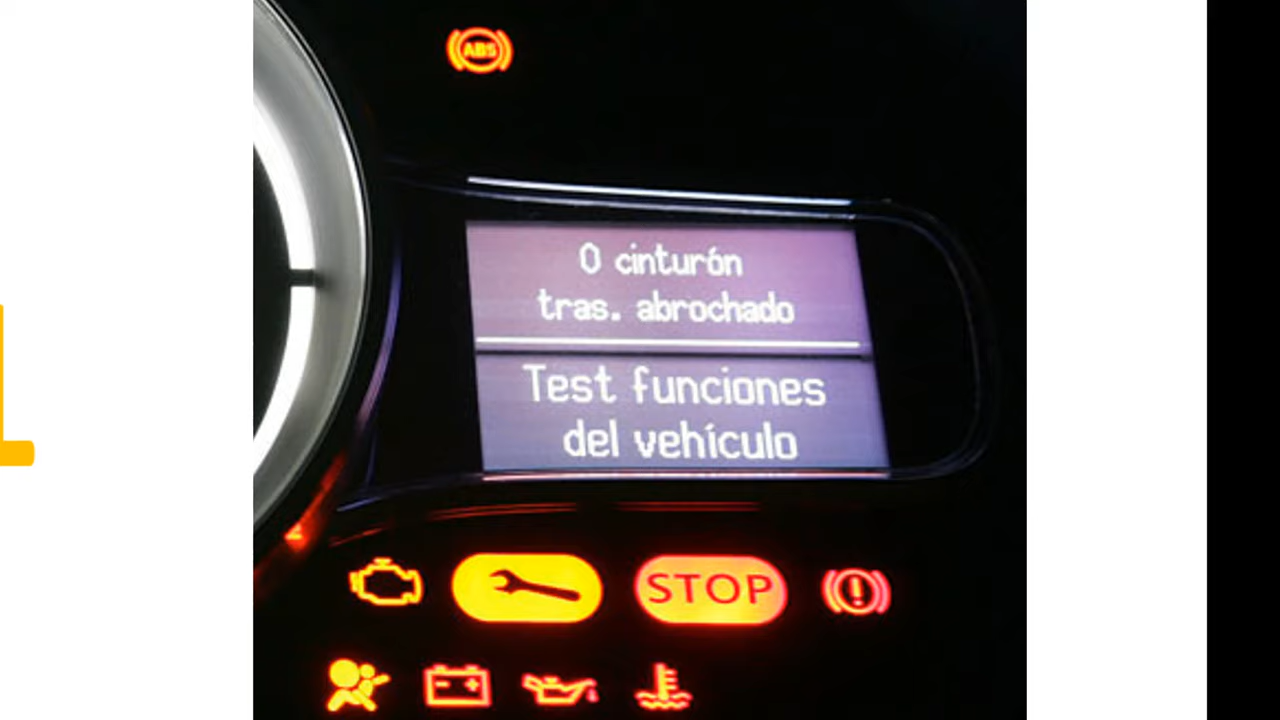 ABS
0 cinturón
tras. abrochado
Test funciones
del vehículo
STOP